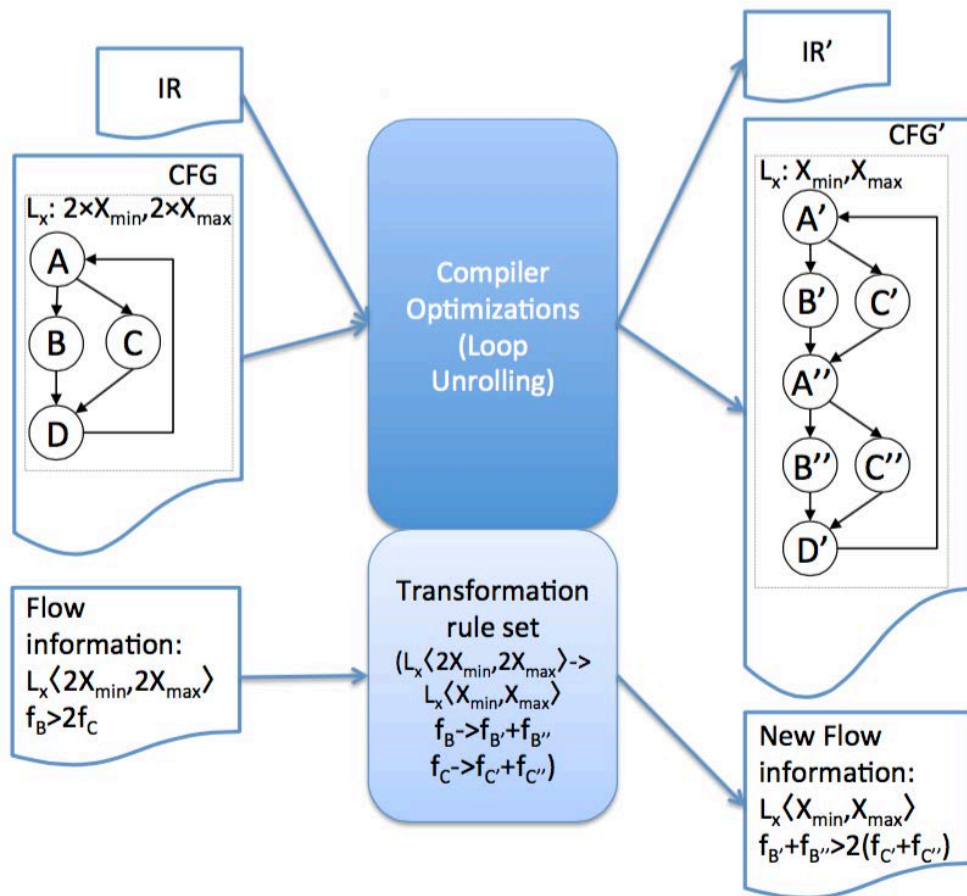 IR
CFG
Lₓ: 2×Xmin,2×Xmax
A
B
C
D
Flow
information:
Lₓ⟨2Xmin,2Xmax⟩
fB>2fC
Compiler
Optimizations
(Loop
Unrolling)
Transformation
rule set
(Lₓ⟨2Xmin,2Xmax⟩->
Lₓ⟨Xmin,Xmax⟩
fB->fB′+fB′′
fC->fC′+fC′′)
IR’
CFG’
Lₓ: Xmin,Xmax
A’
B’
C’
A’’
B’’
C’’
D’
New Flow
information:
Lₓ⟨Xmin,Xmax⟩
fB′+fB′′>2(fC′+fC′′)